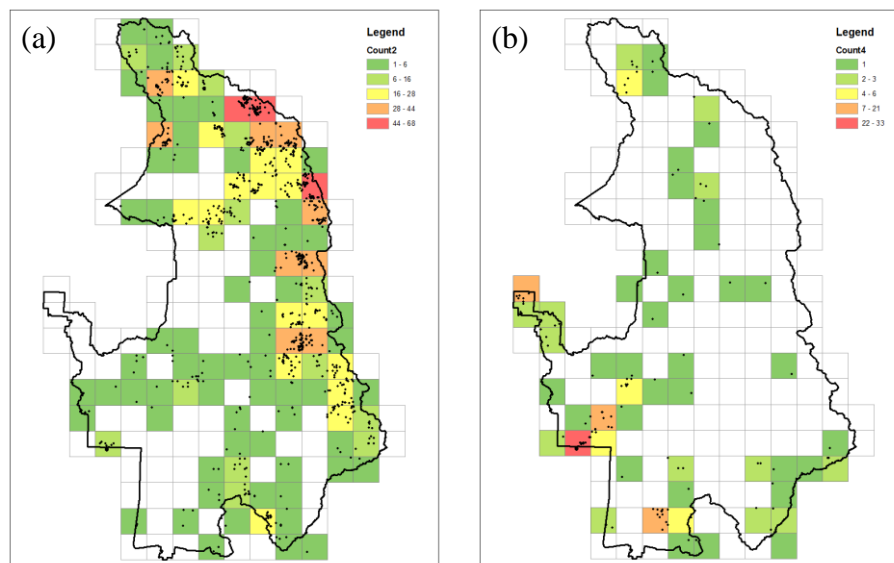 (a)
Legend
Count2
1 - 6
6 - 16
16 - 28
28 - 44
44 - 68
(b)
Legend
Count4
1
2 - 3
4 - 6
7 - 21
22 - 33